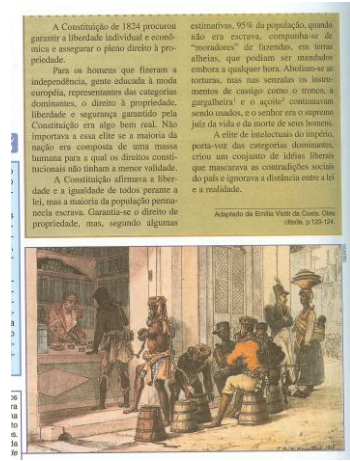 A Constituição de 1824 procurou
garantir a liberdade individual e econô-
mica e assegurar o pleno direito à pro-
priedade.
Para os homens que fizeram a
independência, gente educada à moda
européia, representantes das categorias
dominantes, o direito à propriedade,
liberdade e segurança garantido pela
Constituição era algo bem real. Não
importava a essa elite se a maioria da
nação era composta de uma massa
humana para a qual os direitos consti-
tucionais não tinham a menor validade.
A Constituição afirmava a liber-
dade e a igualdade de todos perante a
lei, mas a maioria da população perma-
necia escrava. Garantia-se o direito de
propriedade, mas, segundo algumas
estimativas, 95% da população, quando
não era escrava, compunha-se de
“moradores” de fazendas, em terras
alheias, que podiam ser mandados
embora a qualquer hora. Aboliam-se as
torturas, mas nas senzalas os instru-
mentos de castigo como o tronco, a
gargalheira¹ e o açoite² continuavam
sendo usados, e o senhor era o supremo
juiz da vida e da morte de seus homens.
A elite de intelectuais do império,
porta-voz das categorias dominantes,
criou um conjunto de idéias liberais
que mascarava as contradições sociais
do país e ignorava a distância entre a lei
e a realidade.
Adaptado de Emília Viotti da Costa. Obra
citada, p.123-124.